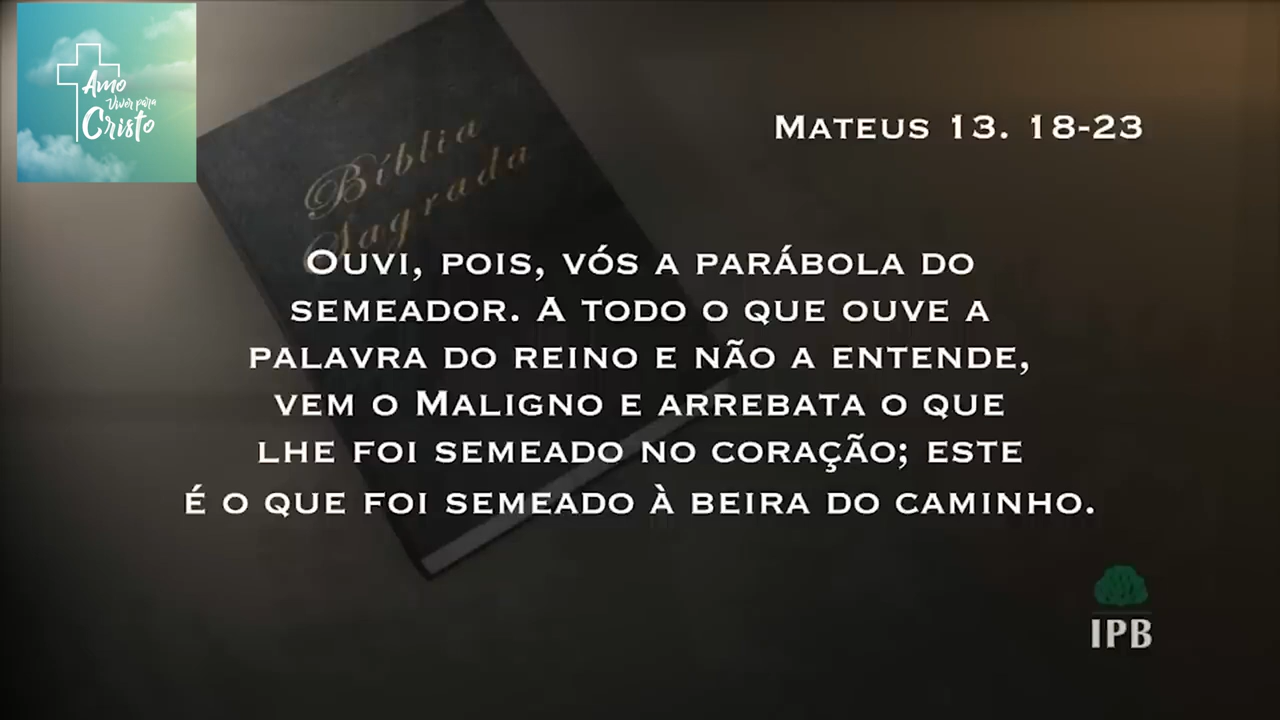 Amo
Viver para
Cristo
Bíblia
Sagrada
MATEUS 13. 18-23
OUVI, POIS, VÓS A PARÁBOLA DO
SEMEADOR. A TODO O QUE OUVE A
PALAVRA DO REINO E NÃO A ENTENDE,
VEM O MALIGNO E ARREBATA O QUE
LHE FOI SEMEADO NO CORAÇÃO; ESTE
É O QUE FOI SEMEADO À BEIRA DO CAMINHO.
IPB